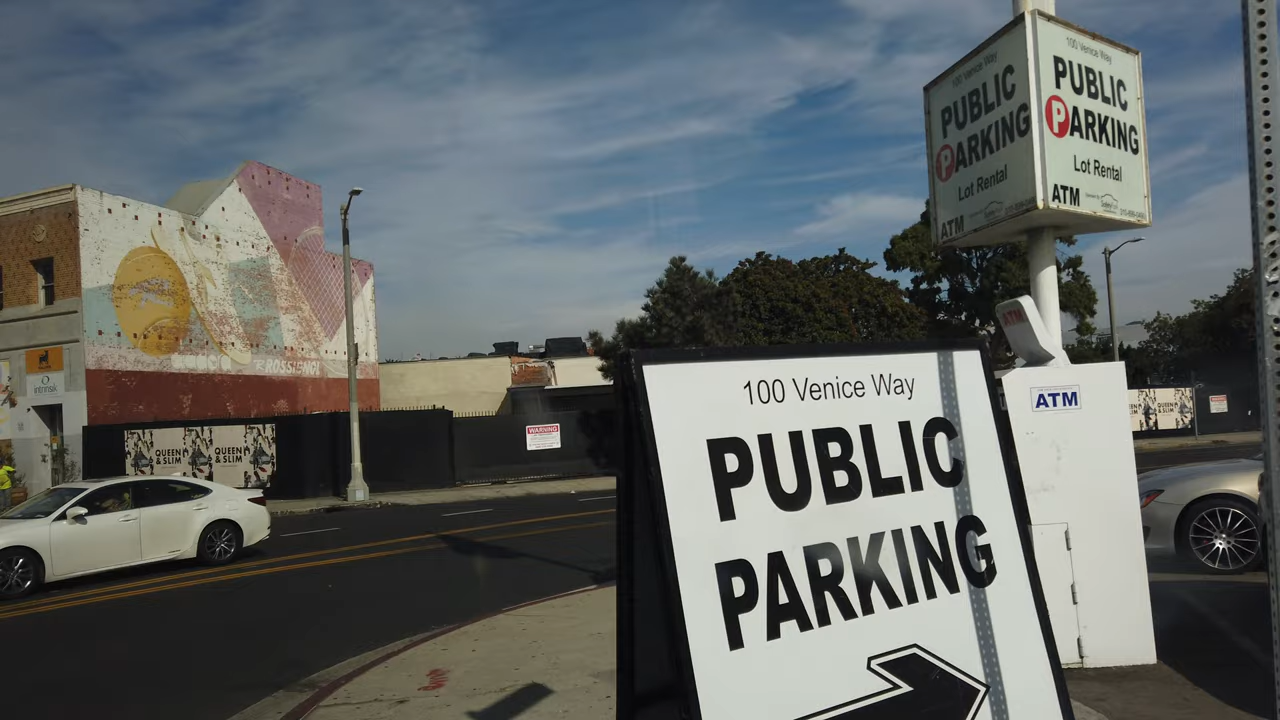 100 Venice Way
PUBLIC
PARKING
Lot Rental
ATM
100 Venice Way
PUBLIC
PARKING
Lot Rental
ATM
ATM
ATM
100 Venice Way
PUBLIC
PARKING
intrinsik
QUEEN
& SLIM
QUEEN
& SLIM
WARNING